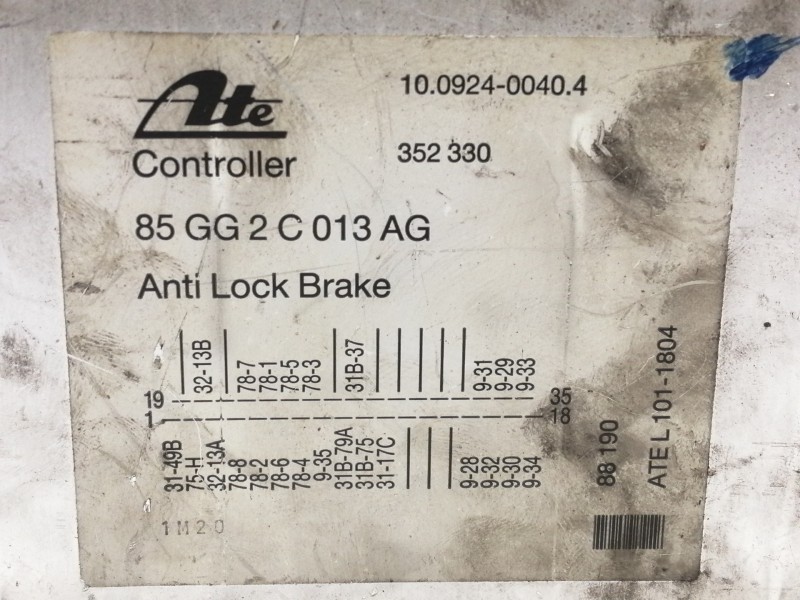 Ate
10.0924-0040.4
Controller
352 330
85 GG 2 C 013 AG
Anti Lock Brake
32-13B
78-7
78-1
78-5
78-3
31B-37
9-31
9-29
9-33
19
35
1
18
31-49B
75-H
32-13A
78-8
78-2
78-6
78-4
9-35
31B-79A
31B-75
31-17C
9-28
9-32
9-30
9-34
88 190
ATE L 101-1804
1M20